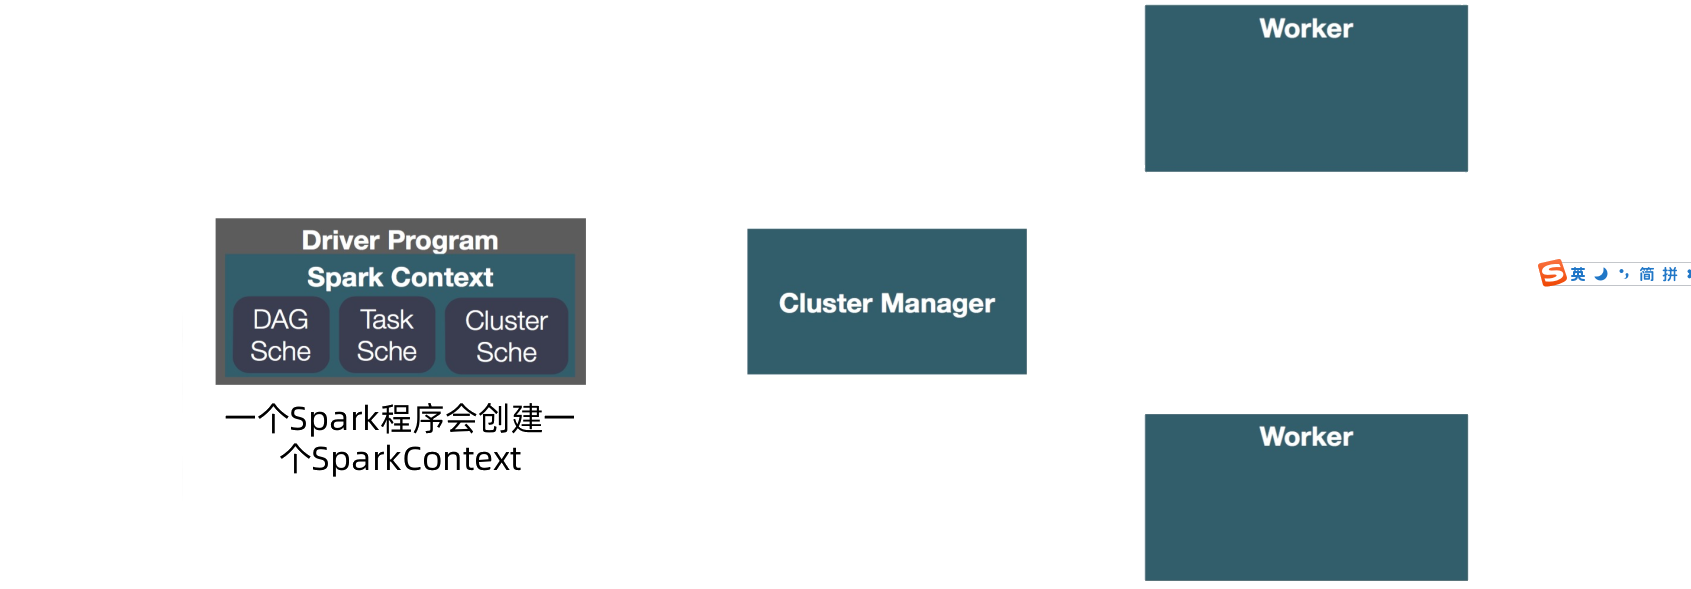 Worker
Driver Program
Spark Context
DAG
Sche
Task
Sche
Cluster
Sche
一个Spark程序会创建一
个SparkContext
Cluster Manager
英 简 拼
Worker